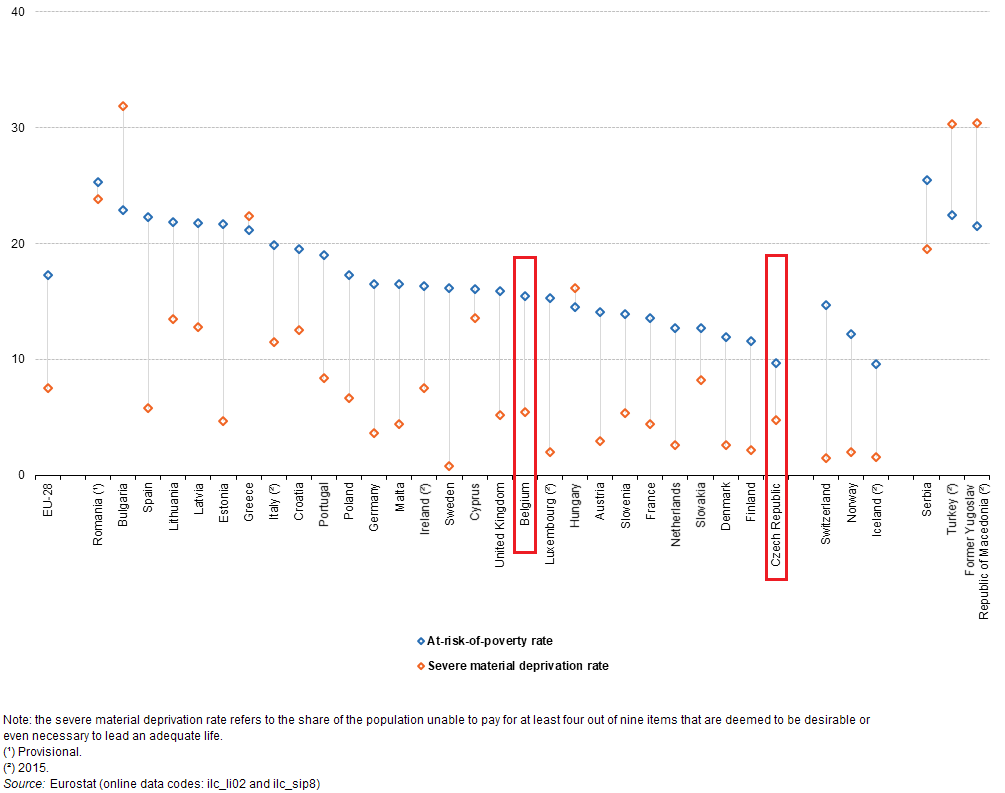 40
30
20
10
0
EU-28
Romania (¹)
Bulgaria
Spain
Lithuania
Latvia
Estonia
Greece
Italy (²)
Croatia
Portugal
Poland
Germany
Malta
Ireland (²)
Sweden
Cyprus
United Kingdom
Belgium
Luxembourg (²)
Hungary
Austria
Slovenia
France
Netherlands
Slovakia
Denmark
Finland
Czech Republic
Switzerland
Norway
Iceland (²)
Serbia
Turkey (²)
Former Yugoslav
Republic of Macedonia (²)
At-risk-of-poverty rate
Severe material deprivation rate
Note: the severe material deprivation rate refers to the share of the population unable to pay for at least four out of nine items that are deemed to be desirable or
even necessary to lead an adequate life.
(¹) Provisional.
(²) 2015.
Source: Eurostat (online data codes: ilc_li02 and ilc_sip8)